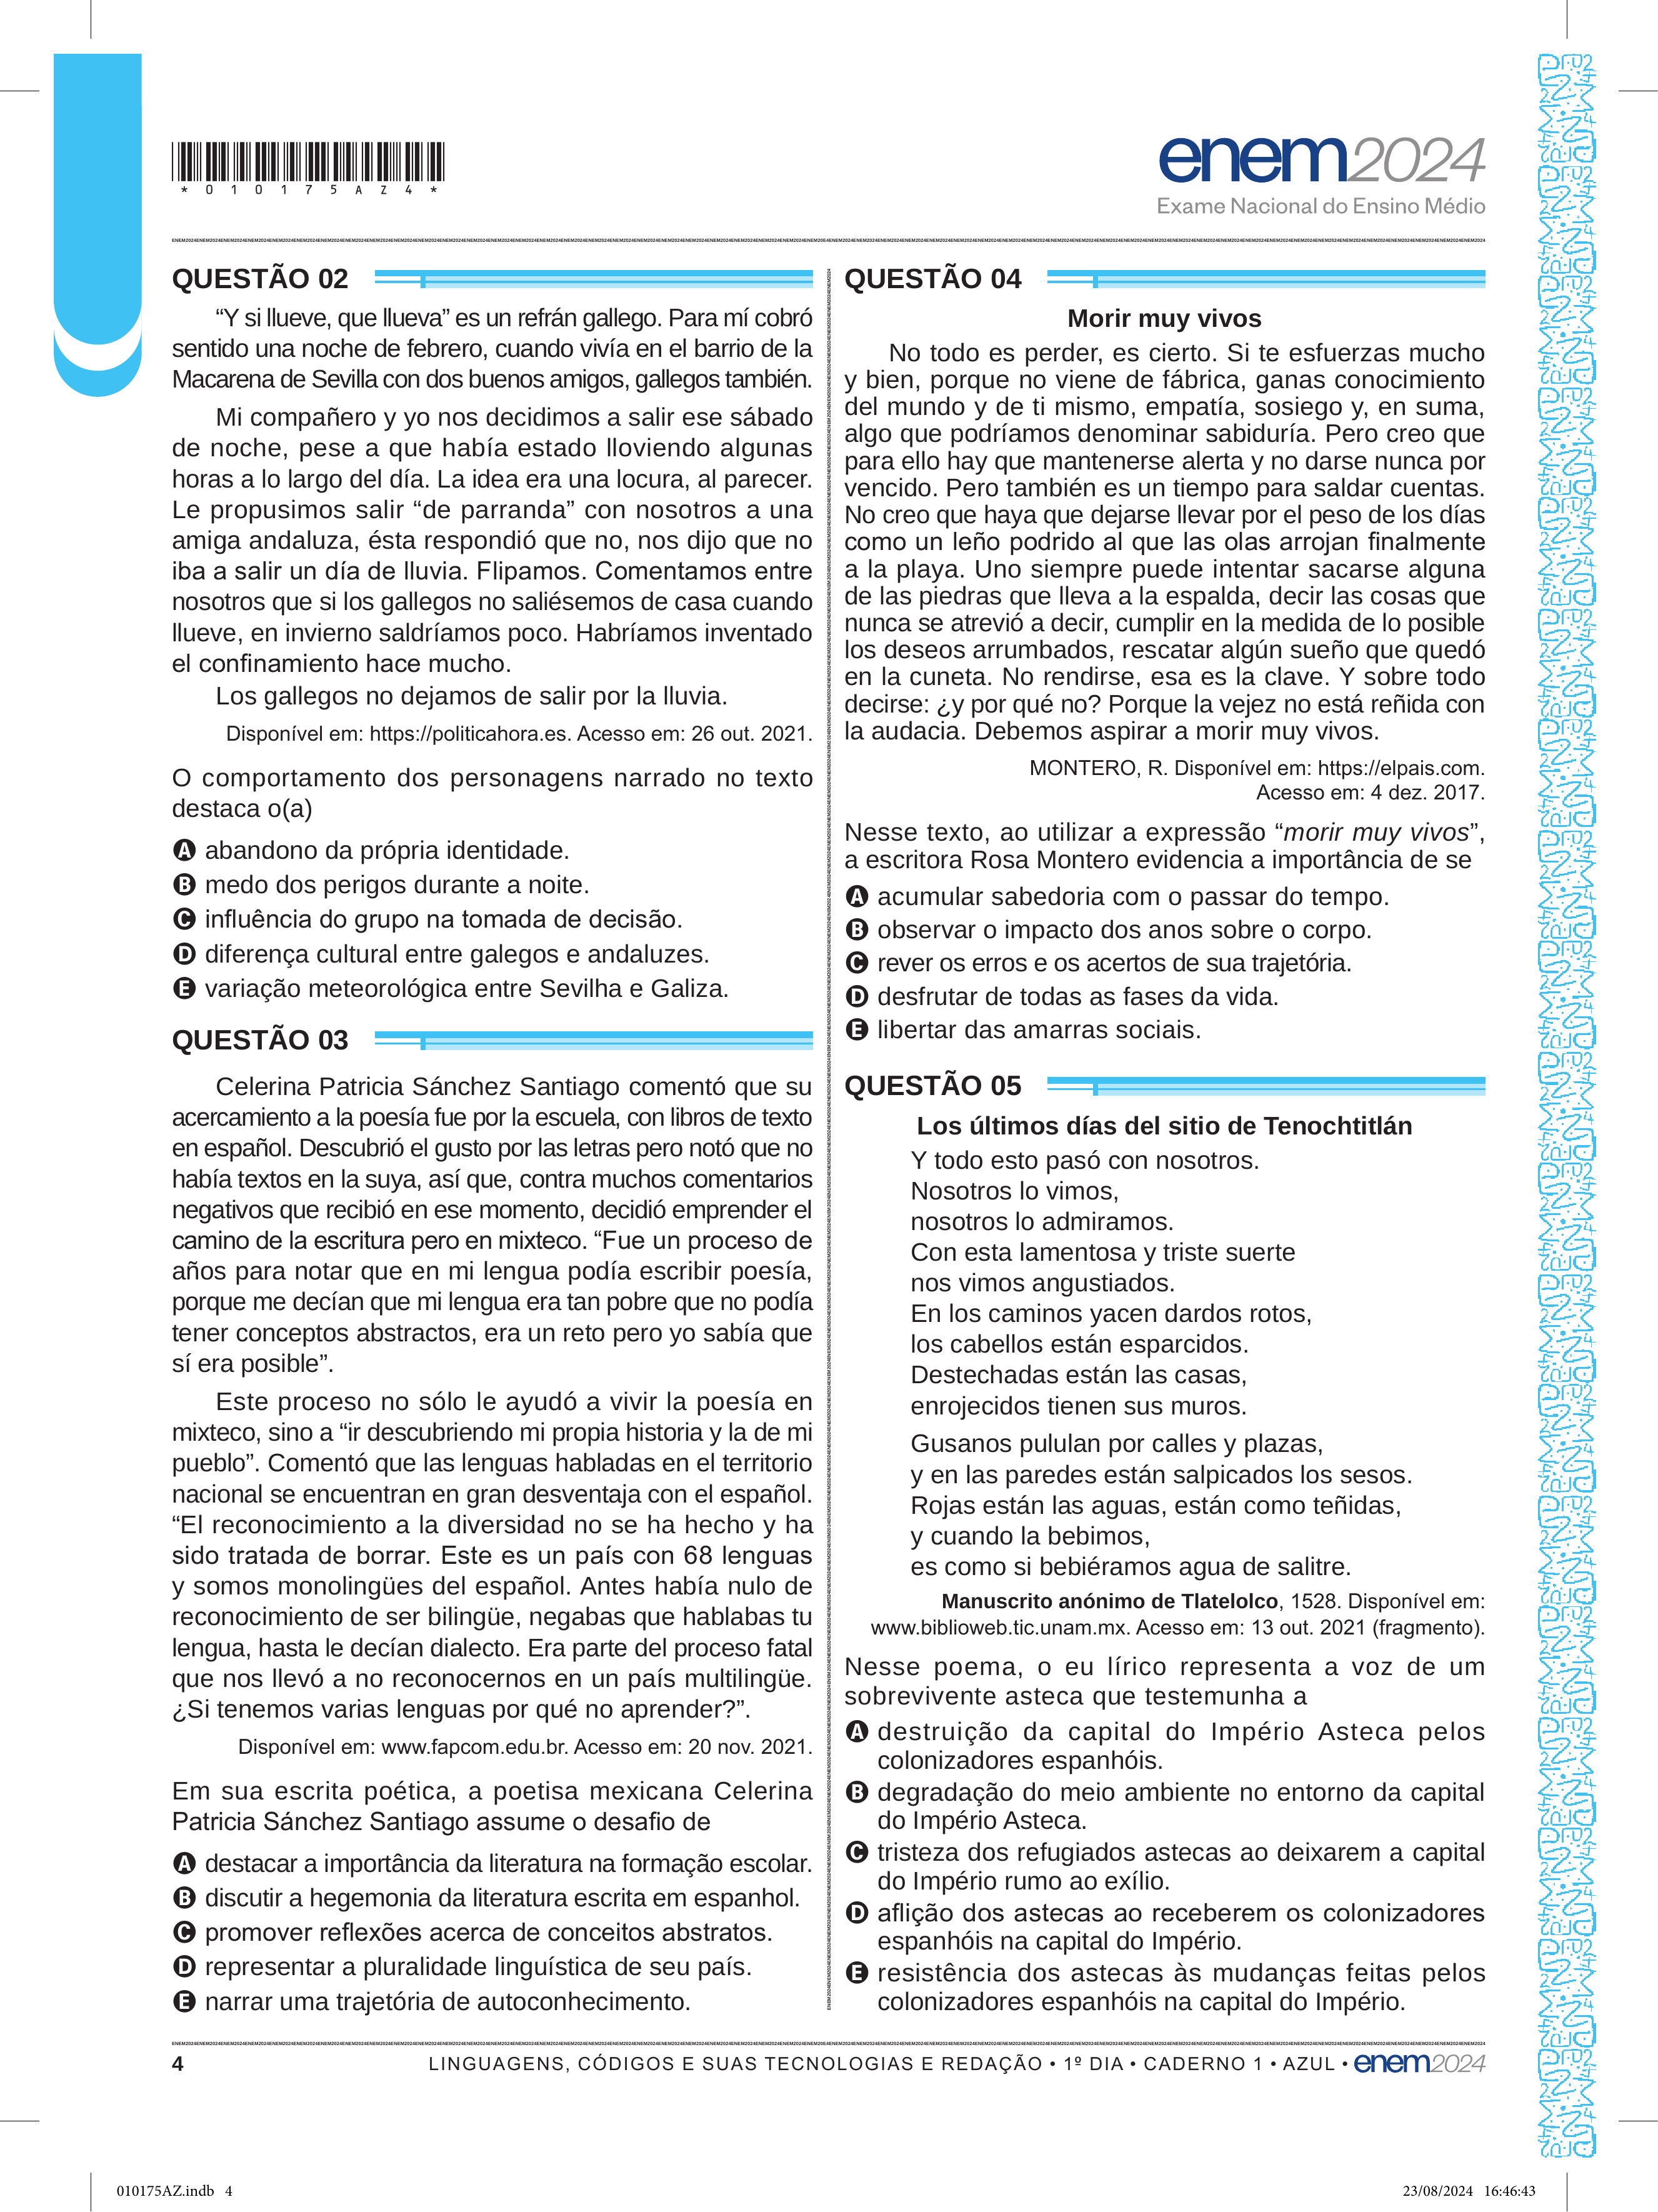 *010175AZ4*
enem2024
Exame Nacional do Ensino Médio
QUESTÃO 02
“Y si llueve, que llueva” es un refrán gallego. Para mí cobró
sentido una noche de febrero, cuando vivía en el barrio de la
Macarena de Sevilla con dos buenos amigos, gallegos también.
Mi compañero y yo nos decidimos a salir ese sábado
de noche, pese a que había estado lloviendo algunas
horas a lo largo del día. La idea era una locura, al parecer.
Le propusimos salir “de parranda” con nosotros a una
amiga andaluza, ésta respondió que no, nos dijo que no
iba a salir un día de lluvia. Flipamos. Comentamos entre
nosotros que si los gallegos no saliésemos de casa cuando
llueve, en invierno saldríamos poco. Habríamos inventado
el confinamiento hace mucho.
Los gallegos no dejamos de salir por la lluvia.
Disponível em: https://politicahora.es. Acesso em: 26 out. 2021.
O comportamento dos personagens narrado no texto
destaca o(a)
A abandono da própria identidade.
B medo dos perigos durante a noite.
C influência do grupo na tomada de decisão.
D diferença cultural entre galegos e andaluzes.
E variação meteorológica entre Sevilha e Galiza.
QUESTÃO 03
Celerina Patricia Sánchez Santiago comentó que su
acercamiento a la poesía fue por la escuela, con libros de texto
en español. Descubrió el gusto por las letras pero notó que no
había textos en la suya, así que, contra muchos comentarios
negativos que recibió en ese momento, decidió emprender el
camino de la escritura pero en mixteco. “Fue un proceso de
años para notar que en mi lengua podía escribir poesía,
porque me decían que mi lengua era tan pobre que no podía
tener conceptos abstractos, era un reto pero yo sabía que
sí era posible”.
Este proceso no sólo le ayudó a vivir la poesía en
mixteco, sino a “ir descubriendo mi propia historia y la de mi
pueblo”. Comentó que las lenguas habladas en el territorio
nacional se encuentran en gran desventaja con el español.
“El reconocimiento a la diversidad no se ha hecho y ha
sido tratada de borrar. Este es un país con 68 lenguas
y somos monolingües del español. Antes había nulo de
reconocimiento de ser bilingüe, negabas que hablabas tu
lengua, hasta le decían dialecto. Era parte del proceso fatal
que nos llevó a no reconocernos en un país multilingüe.
¿Si tenemos varias lenguas por qué no aprender?”.
Disponível em: www.fapcom.edu.br. Acesso em: 20 nov. 2021.
Em sua escrita poética, a poetisa mexicana Celerina
Patricia Sánchez Santiago assume o desafio de
A destacar a importância da literatura na formação escolar.
B discutir a hegemonia da literatura escrita em espanhol.
C promover reflexões acerca de conceitos abstratos.
D representar a pluralidade linguística de seu país.
E narrar uma trajetória de autoconhecimento.
QUESTÃO 04
Morir muy vivos
No todo es perder, es cierto. Si te esfuerzas mucho
y bien, porque no viene de fábrica, ganas conocimiento
del mundo y de ti mismo, empatía, sosiego y, en suma,
algo que podríamos denominar sabiduría. Pero creo que
para ello hay que mantenerse alerta y no darse nunca por
vencido. Pero también es un tiempo para saldar cuentas.
No creo que haya que dejarse llevar por el peso de los días
como un leño podrido al que las olas arrojan finalmente
a la playa. Uno siempre puede intentar sacarse alguna
de las piedras que lleva a la espalda, decir las cosas que
nunca se atrevió a decir, cumplir en la medida de lo posible
los deseos arrumbados, rescatar algún sueño que quedó
en la cuneta. No rendirse, esa es la clave. Y sobre todo
decirse: ¿y por qué no? Porque la vejez no está reñida con
la audacia. Debemos aspirar a morir muy vivos.
MONTERO, R. Disponível em: https://elpais.com.
Acesso em: 4 dez. 2017.
Nesse texto, ao utilizar a expressão “morir muy vivos”,
a escritora Rosa Montero evidencia a importância de se
A acumular sabedoria com o passar do tempo.
B observar o impacto dos anos sobre o corpo.
C rever os erros e os acertos de sua trajetória.
D desfrutar de todas as fases da vida.
E libertar das amarras sociais.
QUESTÃO 05
Los últimos días del sitio de Tenochtitlán
Y todo esto pasó con nosotros.
Nosotros lo vimos,
nosotros lo admiramos.
Con esta lamentosa y triste suerte
nos vimos angustiados.
En los caminos yacen dardos rotos,
los cabellos están esparcidos.
Destechadas están las casas,
enrojecidos tienen sus muros.
Gusanos pululan por calles y plazas,
y en las paredes están salpicados los sesos.
Rojas están las aguas, están como teñidas,
y cuando la bebimos,
es como si bebiéramos agua de salitre.
Manuscrito anónimo de Tlatelolco, 1528. Disponível em:
www.biblioweb.tic.unam.mx. Acesso em: 13 out. 2021 (fragmento).
Nesse poema, o eu lírico representa a voz de um
sobrevivente asteca que testemunha a
A destruição da capital do Império Asteca pelos
colonizadores espanhóis.
B degradação do meio ambiente no entorno da capital
do Império Asteca.
C tristeza dos refugiados astecas ao deixarem a capital
do Império rumo ao exílio.
D aflição dos astecas ao receberem os colonizadores
espanhóis na capital do Império.
E resistência dos astecas às mudanças feitas pelos
colonizadores espanhóis na capital do Império.
4
LINGUAGENS, CÓDIGOS E SUAS TECNOLOGIAS E REDAÇÃO • 1º DIA • CADERNO 1 • AZUL • enem2024
010175AZ.indb 4
23/08/2024 16:46:43